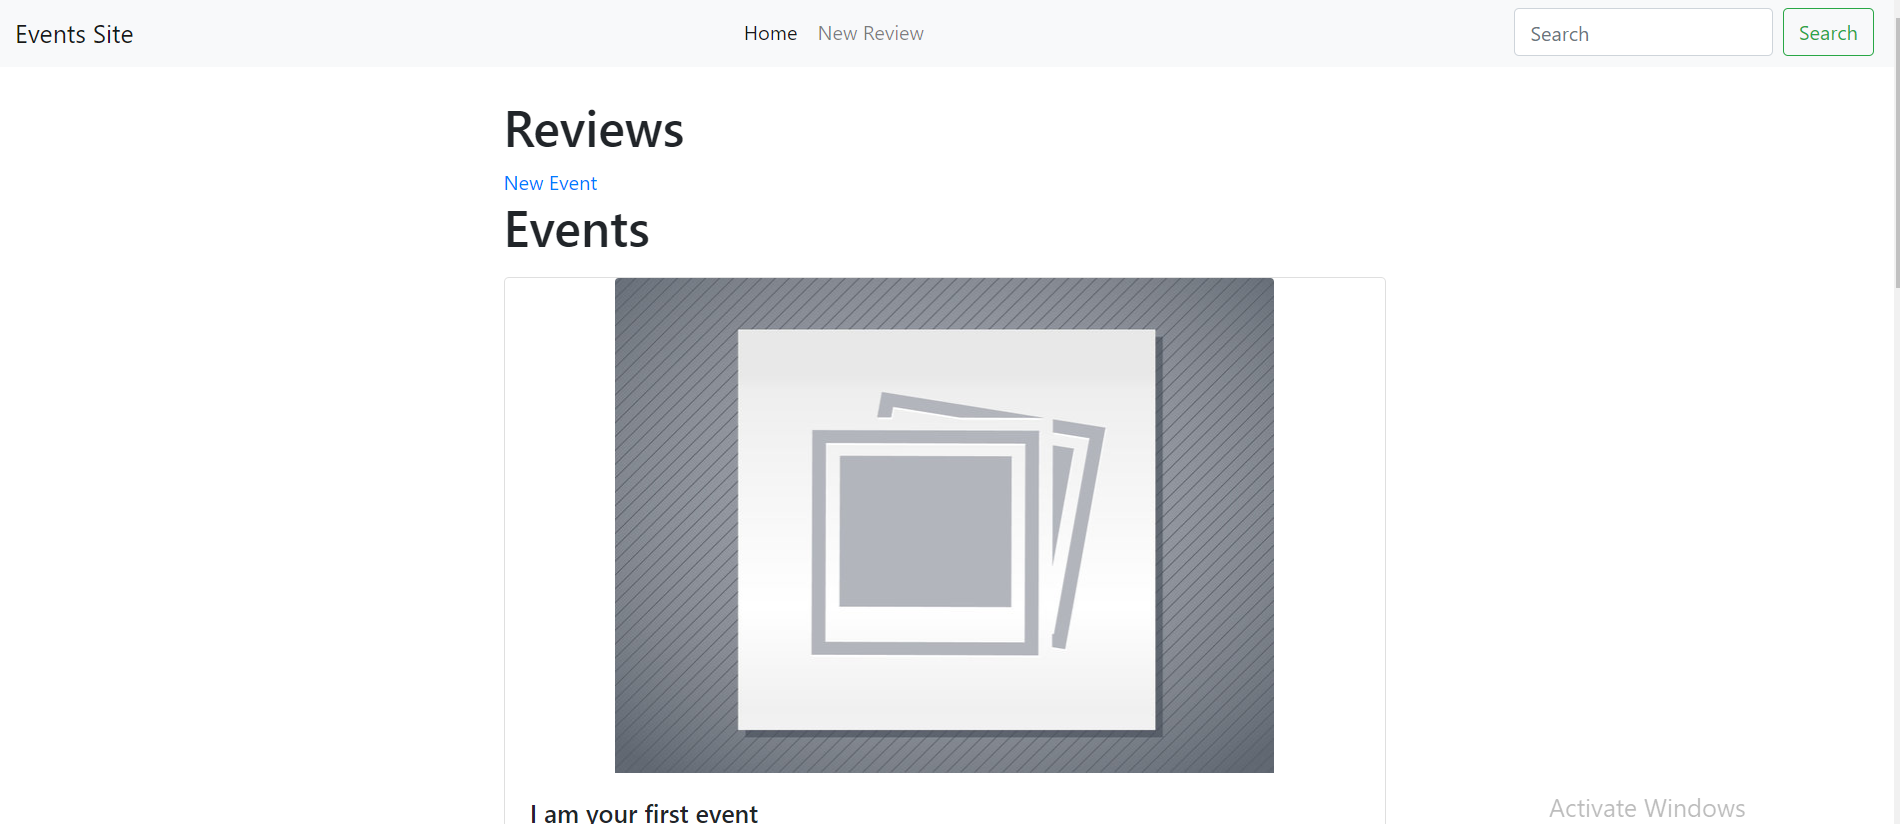 Events Site Home New Review Search Search
Reviews
New Event
Events
I am your first event
Activate Windows